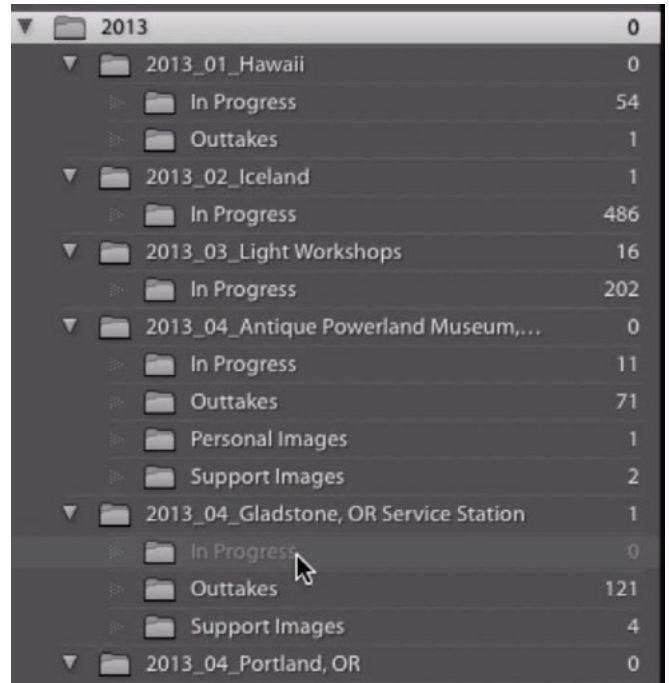 2013 0
2013_01_Hawaii 0
In Progress 54
Outtakes 1
2013_02_Iceland 1
In Progress 486
2013_03_Light Workshops 16
In Progress 202
2013_04_Antique Powerland Museum,... 0
In Progress 11
Outtakes 71
Personal Images 1
Support Images 2
2013_04_Gladstone, OR Service Station 1
In Progress 0
Outtakes 121
Support Images 4
2013_04_Portland, OR 0